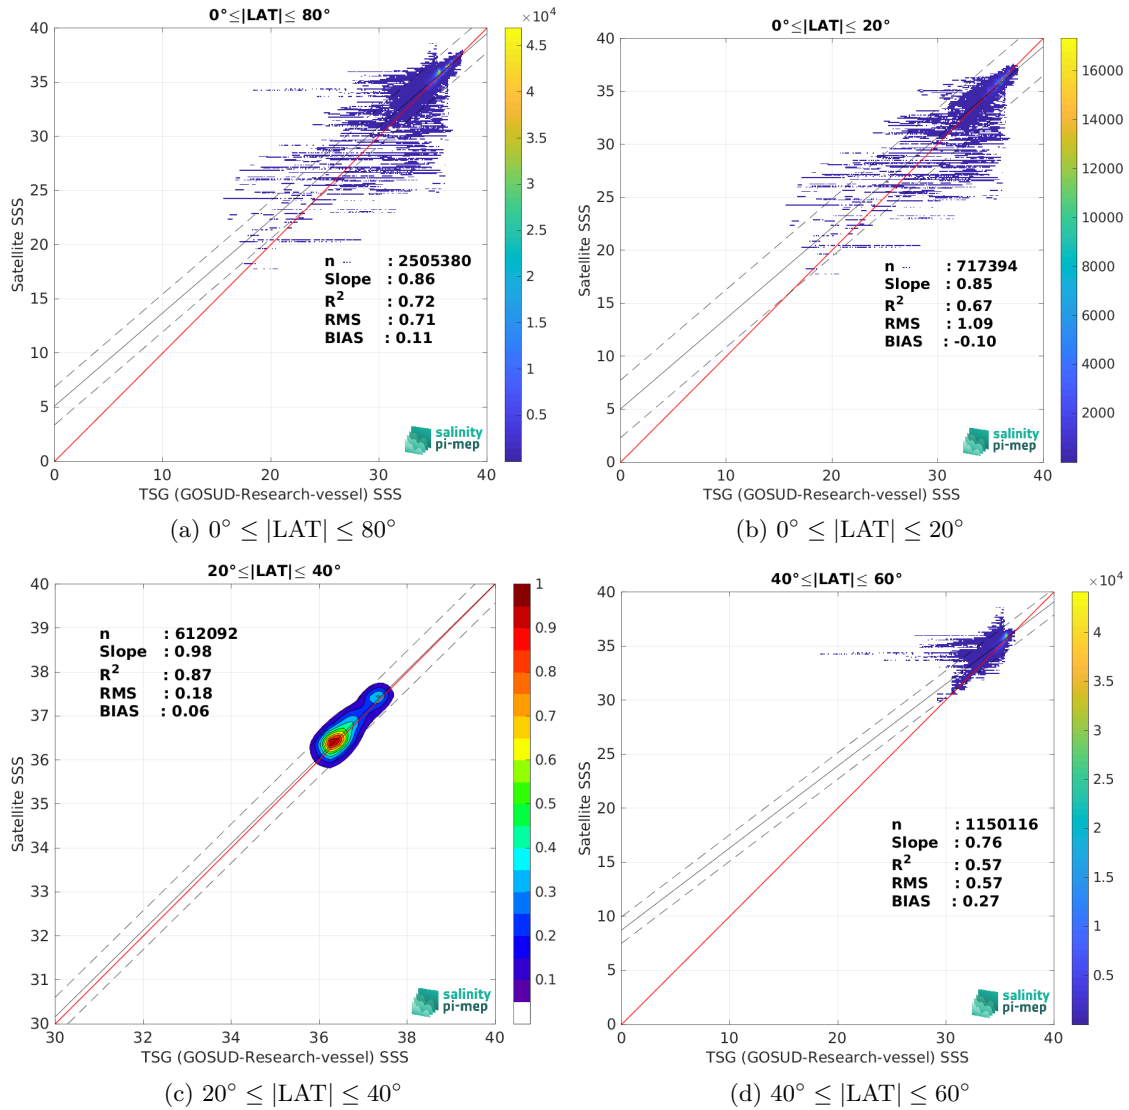 0°≤|LAT|≤ 80°
×10⁴
40
35
30
25
20
15
10
5
0
Satellite SSS
0
10
20
30
40
TSG (GOSUD-Research-vessel) SSS
4.5
4
3.5
3
2.5
2
1.5
1
0.5
n : 2505380
Slope : 0.86
R² : 0.72
RMS : 0.71
BIAS : 0.11
salinity
pi-mep
(a) 0° ≤ |LAT| ≤ 80°
0°≤|LAT|≤ 20°
40
35
30
25
20
15
10
5
0
Satellite SSS
0
10
20
30
40
TSG (GOSUD-Research-vessel) SSS
16000
14000
12000
10000
8000
6000
4000
2000
n : 717394
Slope : 0.85
R² : 0.67
RMS : 1.09
BIAS : -0.10
salinity
pi-mep
(b) 0° ≤ |LAT| ≤ 20°
20°≤|LAT|≤ 40°
40
39
38
37
36
35
34
33
32
31
30
Satellite SSS
30
32
34
36
38
40
TSG (GOSUD-Research-vessel) SSS
1
0.9
0.8
0.7
0.6
0.5
0.4
0.3
0.2
0.1
n : 612092
Slope : 0.98
R² : 0.87
RMS : 0.18
BIAS : 0.06
salinity
pi-mep
(c) 20° ≤ |LAT| ≤ 40°
40°≤|LAT|≤ 60°
×10⁴
40
35
30
25
20
15
10
5
0
Satellite SSS
0
10
20
30
40
TSG (GOSUD-Research-vessel) SSS
4
3.5
3
2.5
2
1.5
1
0.5
n : 1150116
Slope : 0.76
R² : 0.57
RMS : 0.57
BIAS : 0.27
salinity
pi-mep
(d) 40° ≤ |LAT| ≤ 60°